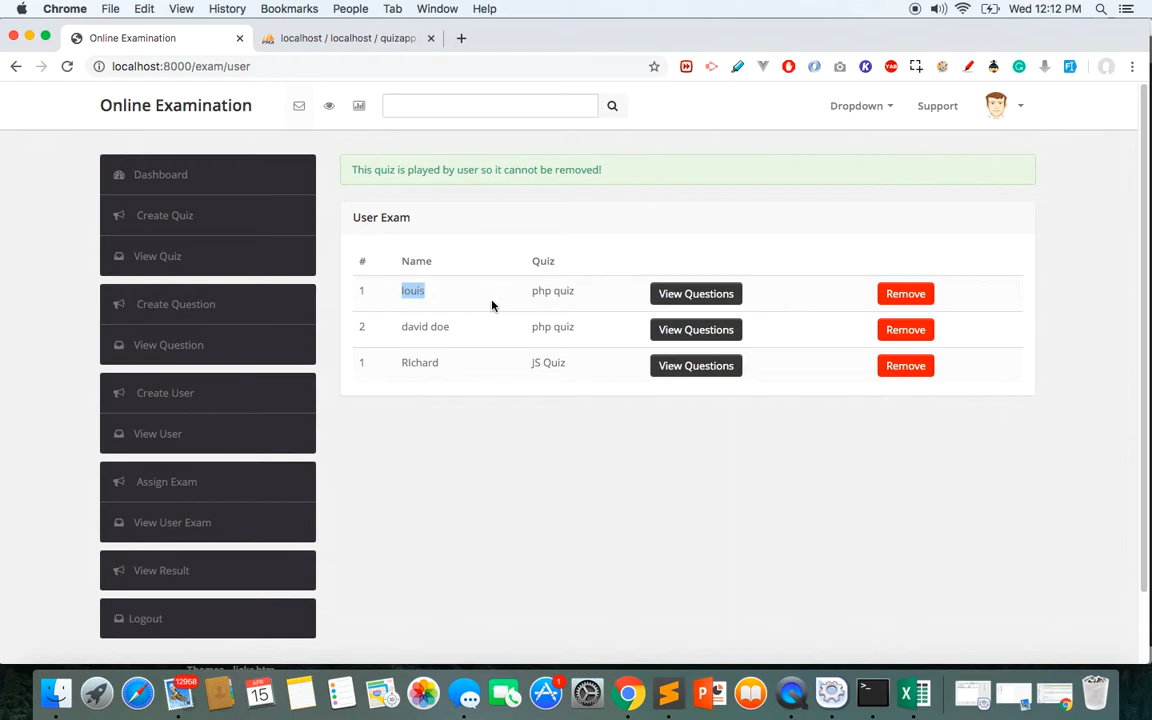 Chrome File Edit View History Bookmarks People Tab Window Help Wed 12:12 PM
Online Examination × localhost / localhost / quizapp × +
localhost:8000/exam/user
Online Examination Dropdown Support
Dashboard
Create Quiz
View Quiz
Create Question
View Question
Create User
View User
Assign Exam
View User Exam
View Result
Logout
This quiz is played by user so it cannot be removed!
User Exam
# Name Quiz
1 louis php quiz View Questions Remove
2 david doe php quiz View Questions Remove
1 RIchard JS Quiz View Questions Remove
12968
APR 15
1